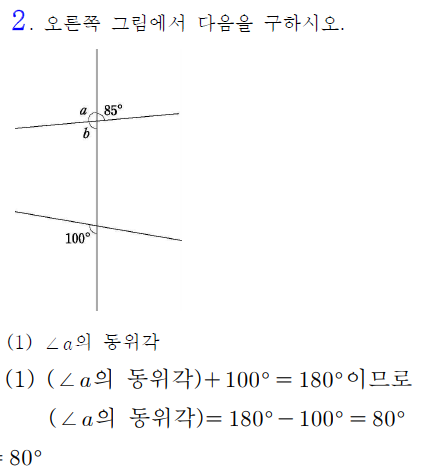 2. 오른쪽 그림에서 다음을 구하시오.
a 85°
b
100°
(1) ∠a의 동위각
(1) (∠a의 동위각)+100°=180°이므로
(∠a의 동위각)=180°-100°=80°
=80°